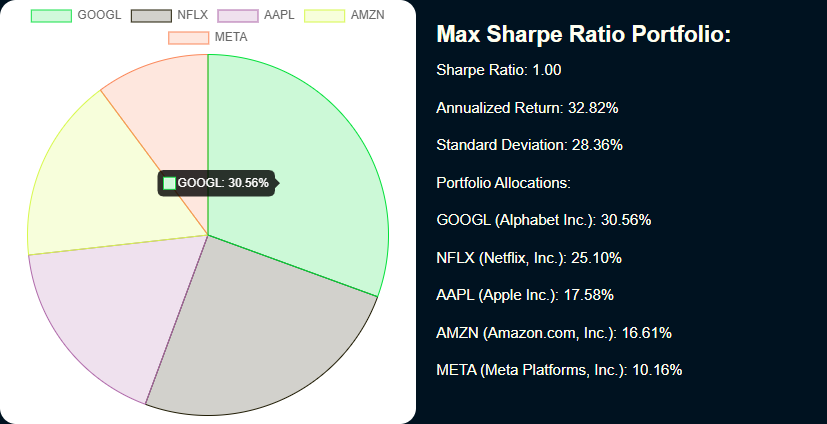 GOOGL NFLX AAPL AMZN
META
GOOGL: 30.56%
Max Sharpe Ratio Portfolio:
Sharpe Ratio: 1.00
Annualized Return: 32.82%
Standard Deviation: 28.36%
Portfolio Allocations:
GOOGL (Alphabet Inc.): 30.56%
NFLX (Netflix, Inc.): 25.10%
AAPL (Apple Inc.): 17.58%
AMZN (Amazon.com, Inc.): 16.61%
META (Meta Platforms, Inc.): 10.16%